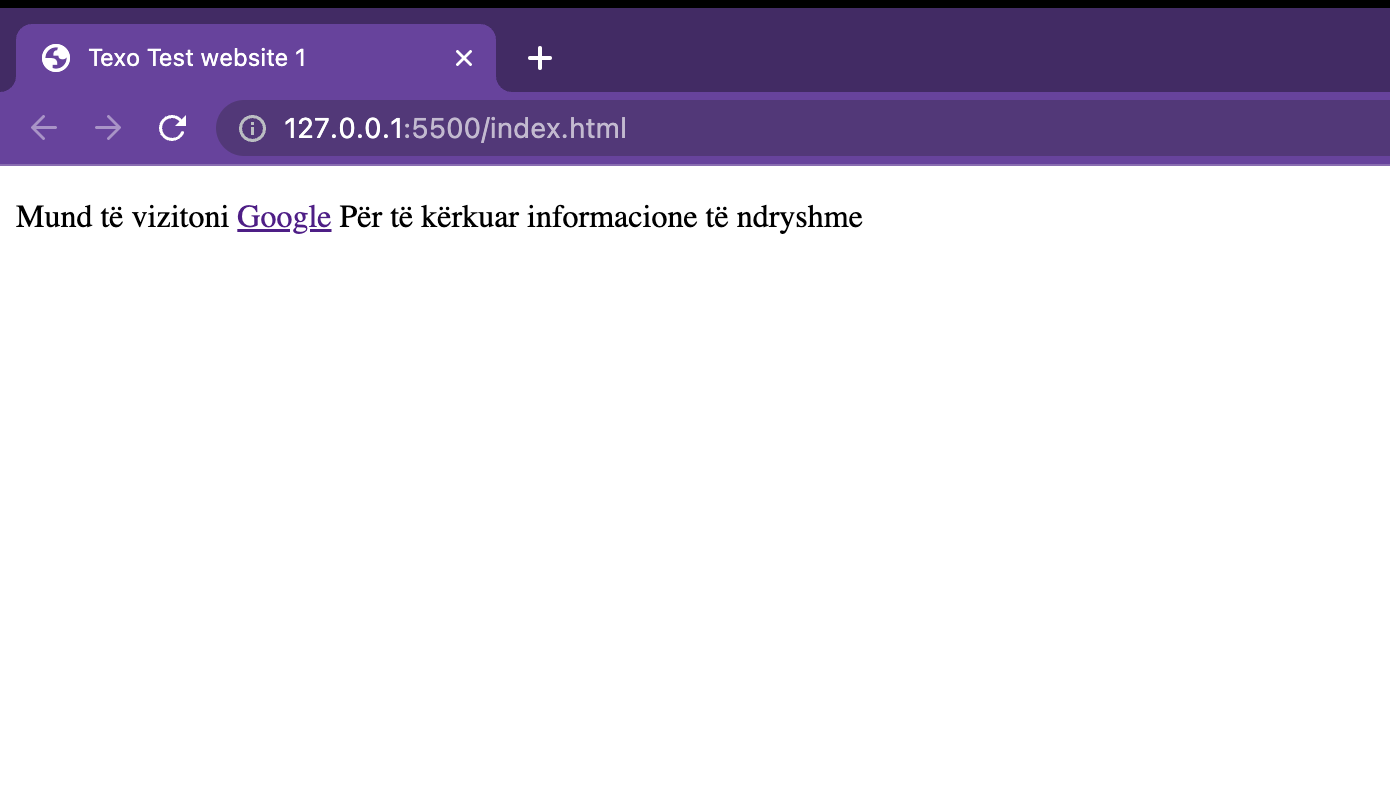 Texo Test website 1
127.0.0.1:5500/index.html
Mund të vizitoni Google Për të kërkuar informacione të ndryshme